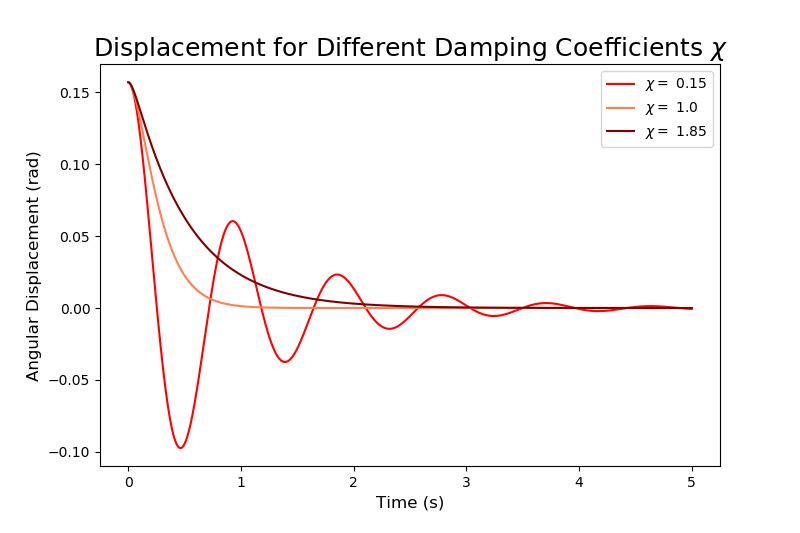 Displacement for Different Damping Coefficients χ
χ = 0.15
χ = 1.0
χ = 1.85
Angular Displacement (rad)
0.15
0.10
0.05
0.00
−0.05
−0.10
0 1 2 3 4 5
Time (s)